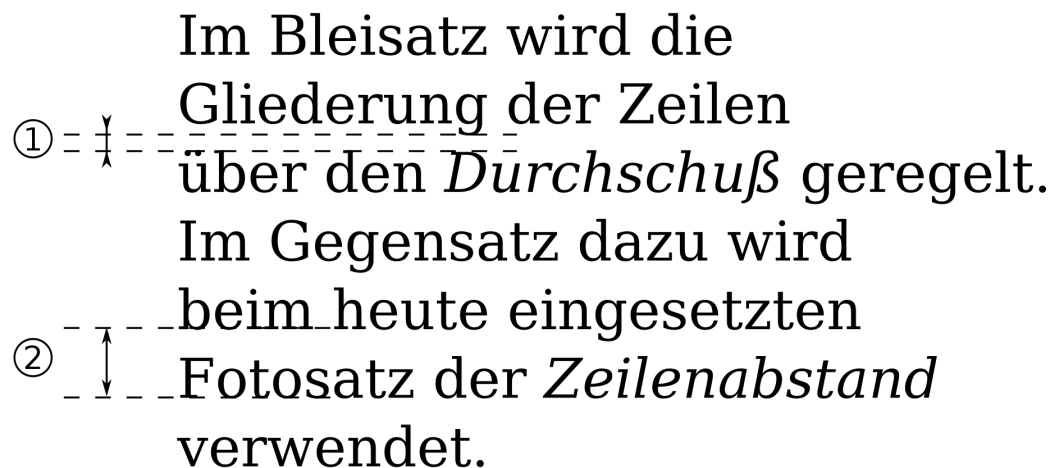 Im Bleisatz wird die
Gliederung der Zeilen
①
über den Durchschuß geregelt.
Im Gegensatz dazu wird
beim heute eingesetzten
②
Fotosatz der Zeilenabstand
verwendet.